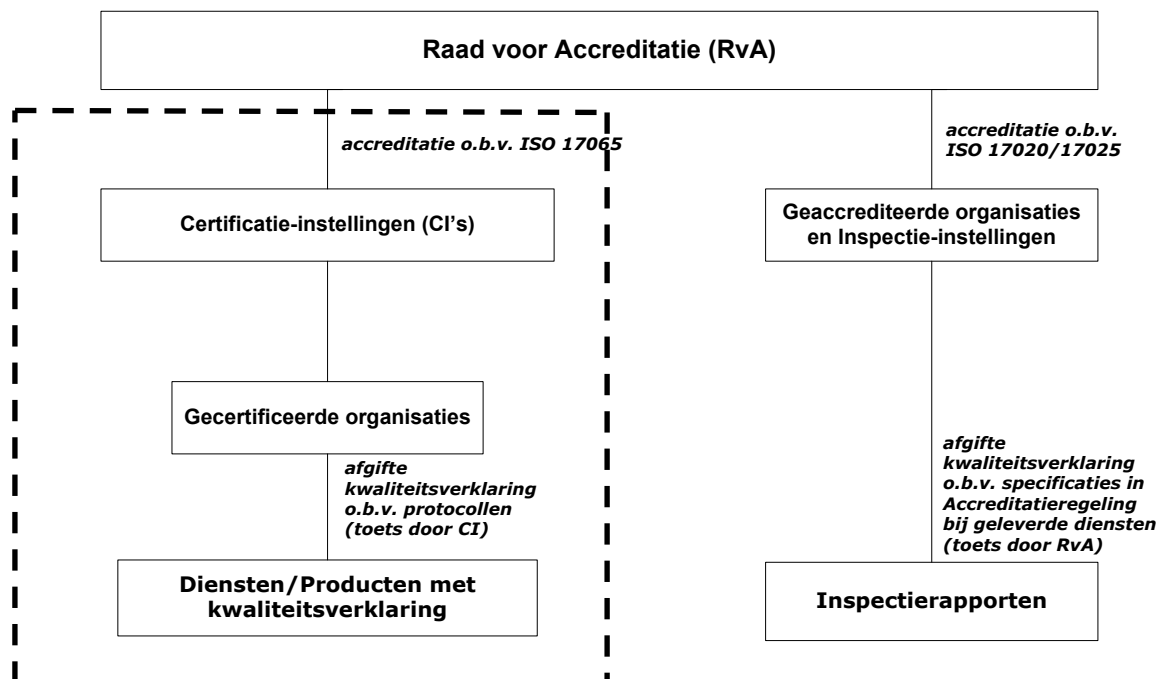 Raad voor Accreditatie (RvA)
accreditatie o.b.v. ISO 17065
accreditatie o.b.v.
ISO 17020/17025
Certificatie-instellingen (CI's)
Geaccrediteerde organisaties
en Inspectie-instellingen
Gecertificeerde organisaties
afgifte
kwaliteitsverklaring
o.b.v. protocollen
(toets door CI)
afgifte
kwaliteitsverklaring
o.b.v. specificaties in
Accreditatieregeling
bij geleverde diensten
(toets door RvA)
Diensten/Producten met
kwaliteitsverklaring
Inspectierapporten